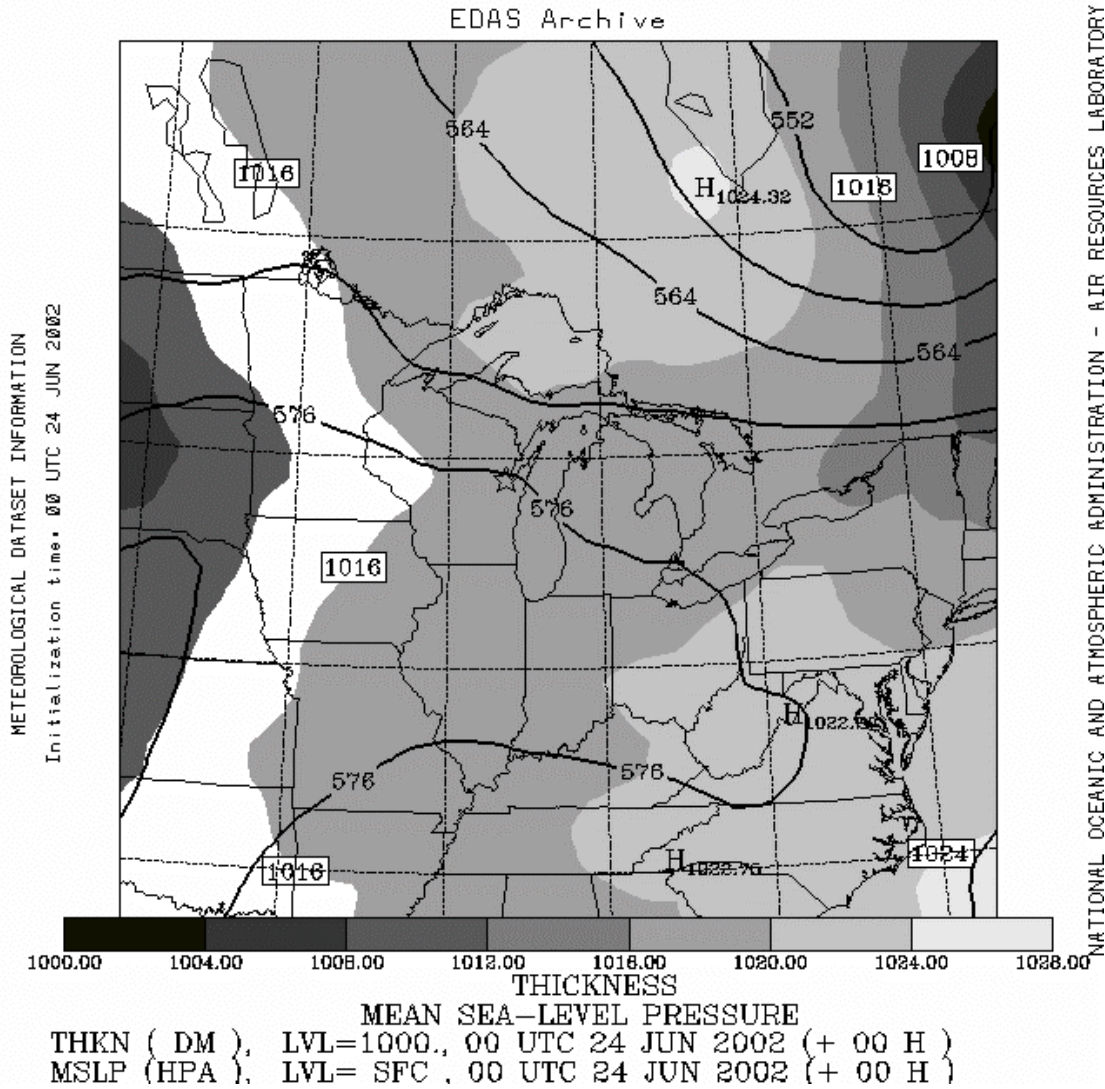 EDAS Archive
METEOROLOGICAL DATASET INFORMATION
Initialization time: 00 UTC 24 JUN 2002
NATIONAL OCEANIC AND ATMOSPHERIC ADMINISTRATION - AIR RESOURCES LABORATORY
564
552
1008
1016
1016
H1024.32
564
564
576
576
1016
576
576
1024
1016
1000.00 1004.00 1008.00 1012.00 1016.00 1020.00 1024.00 1028.00
THICKNESS
MEAN SEA-LEVEL PRESSURE
THKN ( DM ), LVL=1000., 00 UTC 24 JUN 2002 (+ 00 H )
MSLP (HPA ), LVL= SFC , 00 UTC 24 JUN 2002 (+ 00 H )